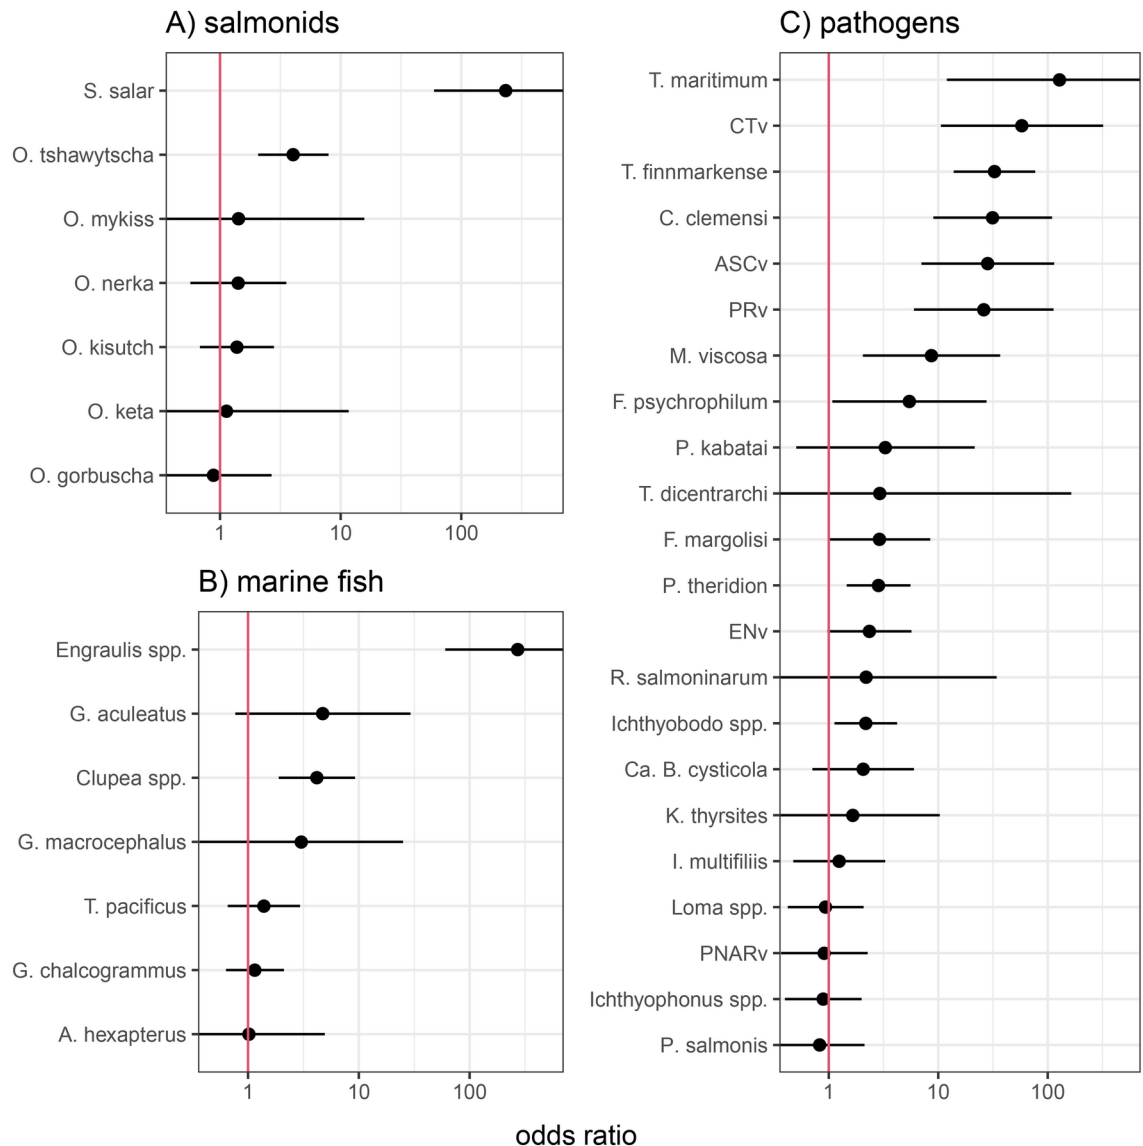 A) salmonids
S. salar
O. tshawytscha
O. mykiss
O. nerka
O. kisutch
O. keta
O. gorbuscha
1 10 100
B) marine fish
Engraulis spp.
G. aculeatus
Clupea spp.
G. macrocephalus
T. pacificus
G. chalcogrammus
A. hexapterus
1 10 100
C) pathogens
T. maritimum
CTv
T. finnmarkense
C. clemensi
ASCv
PRv
M. viscosa
F. psychrophilum
P. kabatai
T. dicentrarchi
F. margolisi
P. theridion
ENv
R. salmoninarum
Ichthyobodo spp.
Ca. B. cysticola
K. thyrsites
I. multifiliis
Loma spp.
PNARv
Ichthyophonus spp.
P. salmonis
1 10 100
odds ratio